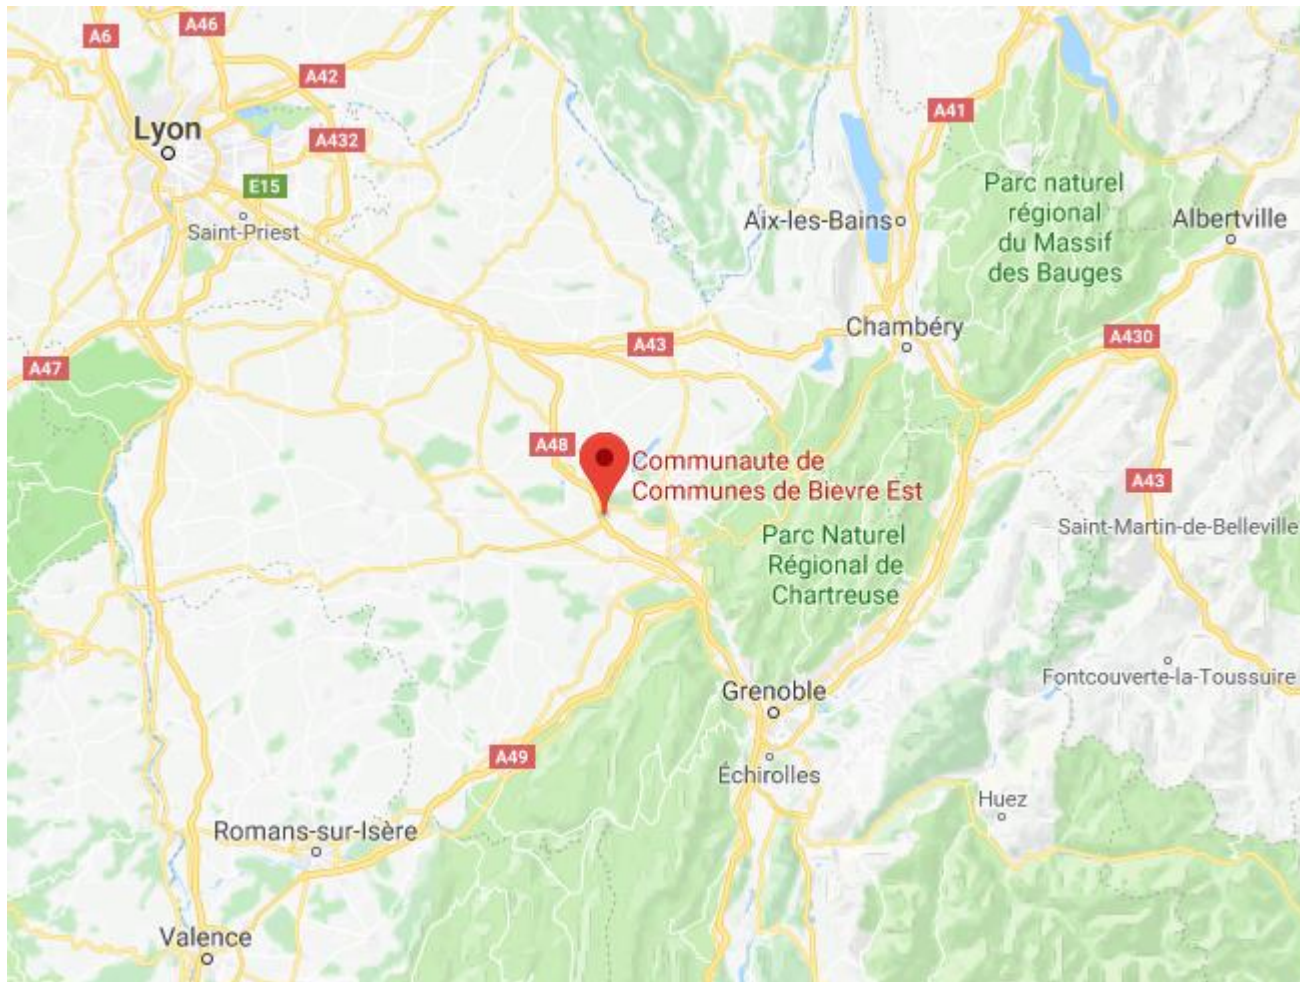 A46
A6
A42
Lyon
A432
A41
E15
Saint-Priest
Parc naturel
régional
du Massif
des Bauges
Aix-les-Bains
Albertville
Chambéry
A43
A430
A47
A48
Communaute de
Communes de Bievre Est
A43
Saint-Martin-de-Belleville
Parc Naturel
Régional de
Chartreuse
Fontcouverte-la-Toussuire
Grenoble
A49
Échirolles
Huez
Romans-sur-Isère
Valence